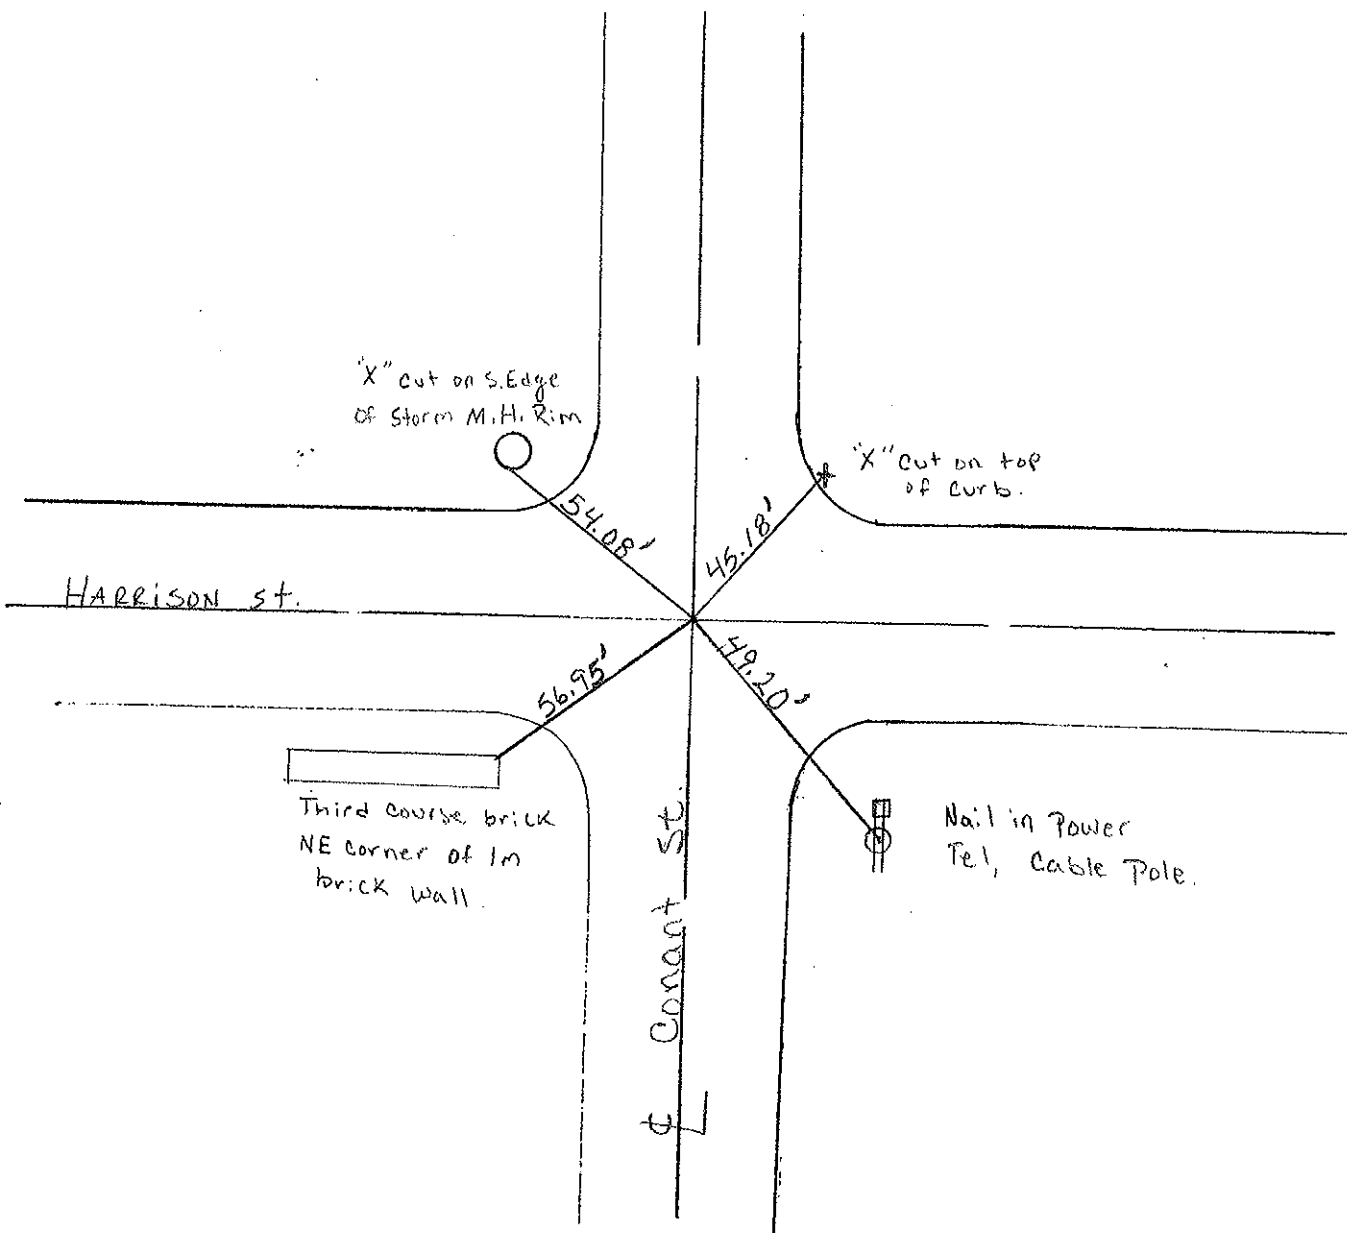 "X" cut on S. Edge
of Storm M.H. Rim
"X" cut on top
of curb.
54.08'
45.18'
HARRISON St.
56.95'
49.20'
Third course brick
NE corner of 1m
brick wall.
Nail in Power
Tel, Cable Pole.
℄ Conant St.